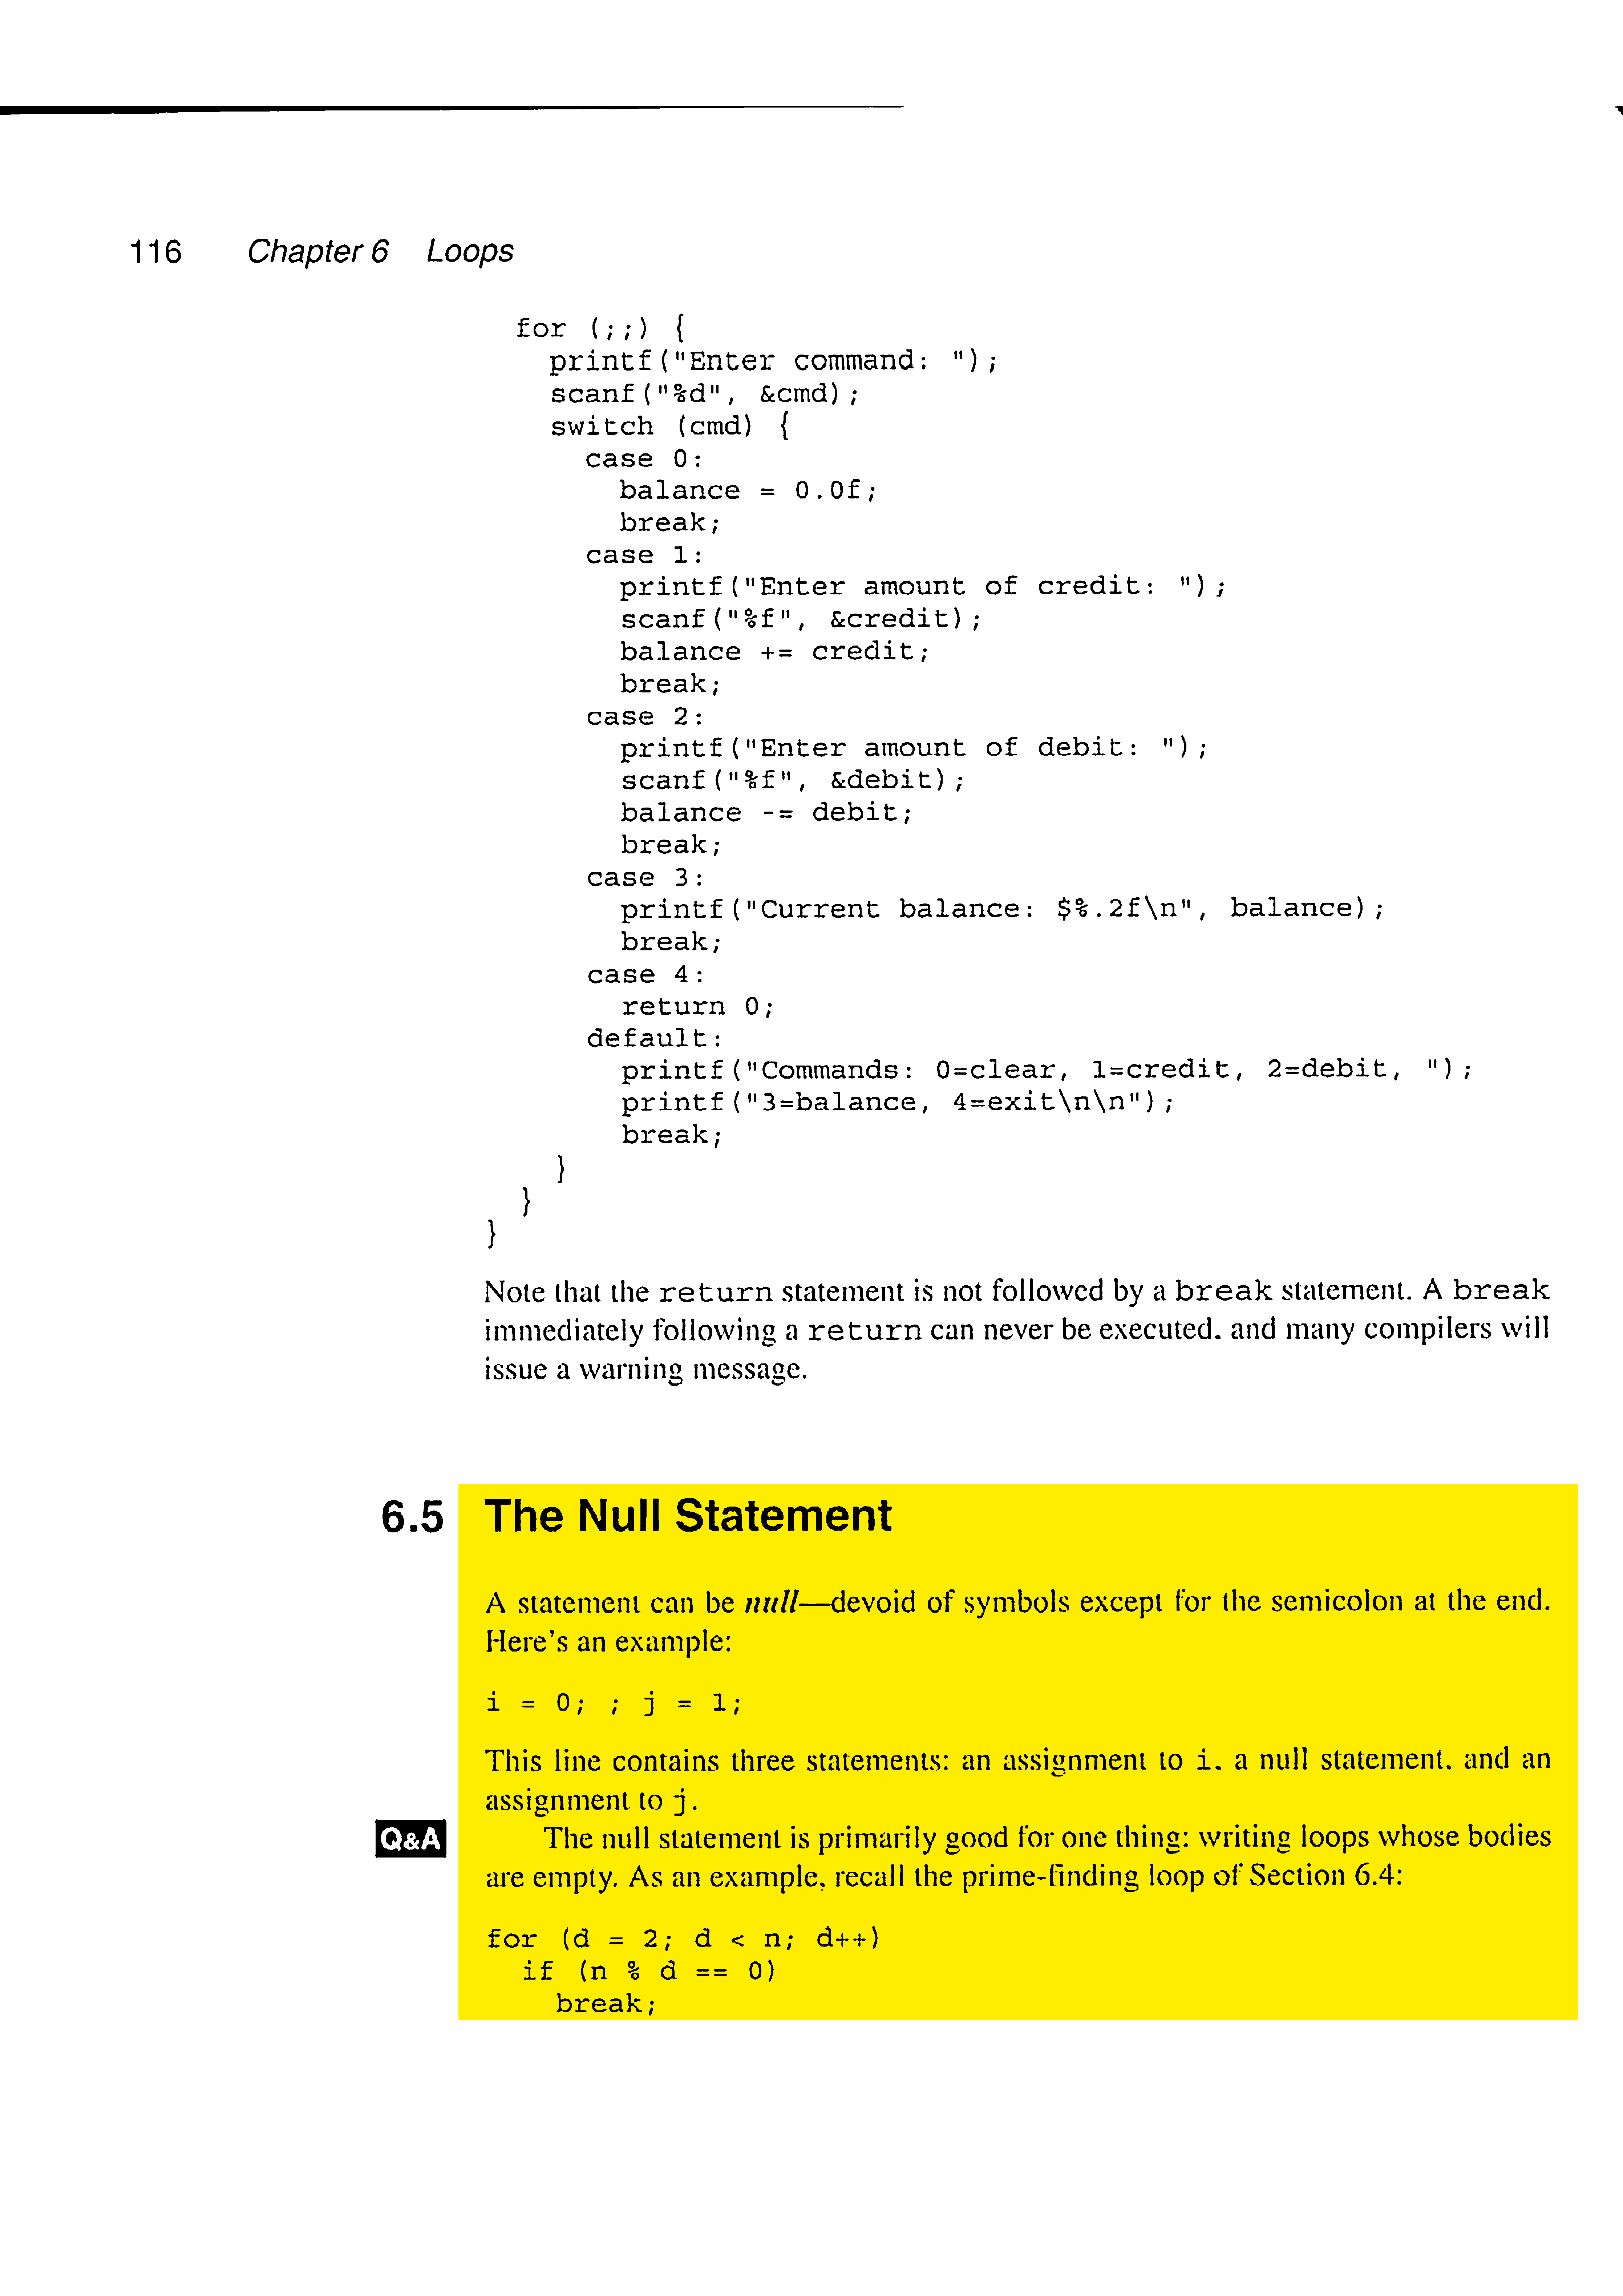 116 Chapter 6 Loops
for (;;) {
printf("Enter command: ");
scanf("%d", &cmd);
switch (cmd) {
case 0:
balance = 0.0f;
break;
case 1:
printf("Enter amount of credit: ");
scanf("%f", &credit);
balance += credit;
break;
case 2:
printf("Enter amount of debit: ");
scanf("%f", &debit);
balance -= debit;
break;
case 3:
printf("Current balance: $%.2f\n", balance);
break;
case 4:
return 0;
default:
printf("Commands: 0=clear, 1=credit, 2=debit, ");
printf("3=balance, 4=exit\n\n");
break;
}
}
}
Note that the return statement is not followed by a break statement. A break
immediately following a return can never be executed. and many compilers will
issue a warning message.
6.5 The Null Statement
A statement can be null—devoid of symbols except for the semicolon at the end.
Here's an example:
i = 0; ; j = 1;
This line contains three statements: an assignment to i. a null statement. and an
assignment to j.
Q&A The null statement is primarily good for one thing: writing loops whose bodies
are empty. As an example, recall the prime-finding loop of Section 6.4:
for (d = 2; d < n; d++)
if (n % d == 0)
break;